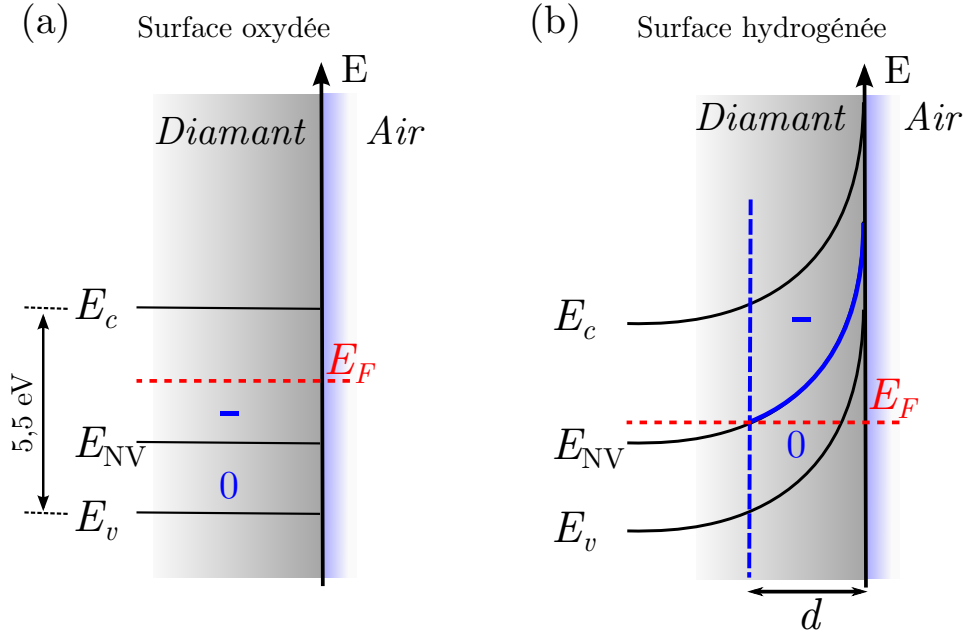 (a) Surface oxydée
E
Diamant Air
E_c
E_F
5,5 eV
–
E_NV
0
E_v
(b) Surface hydrogénée
E
Diamant Air
E_c
–
E_F
E_NV
0
E_v
d